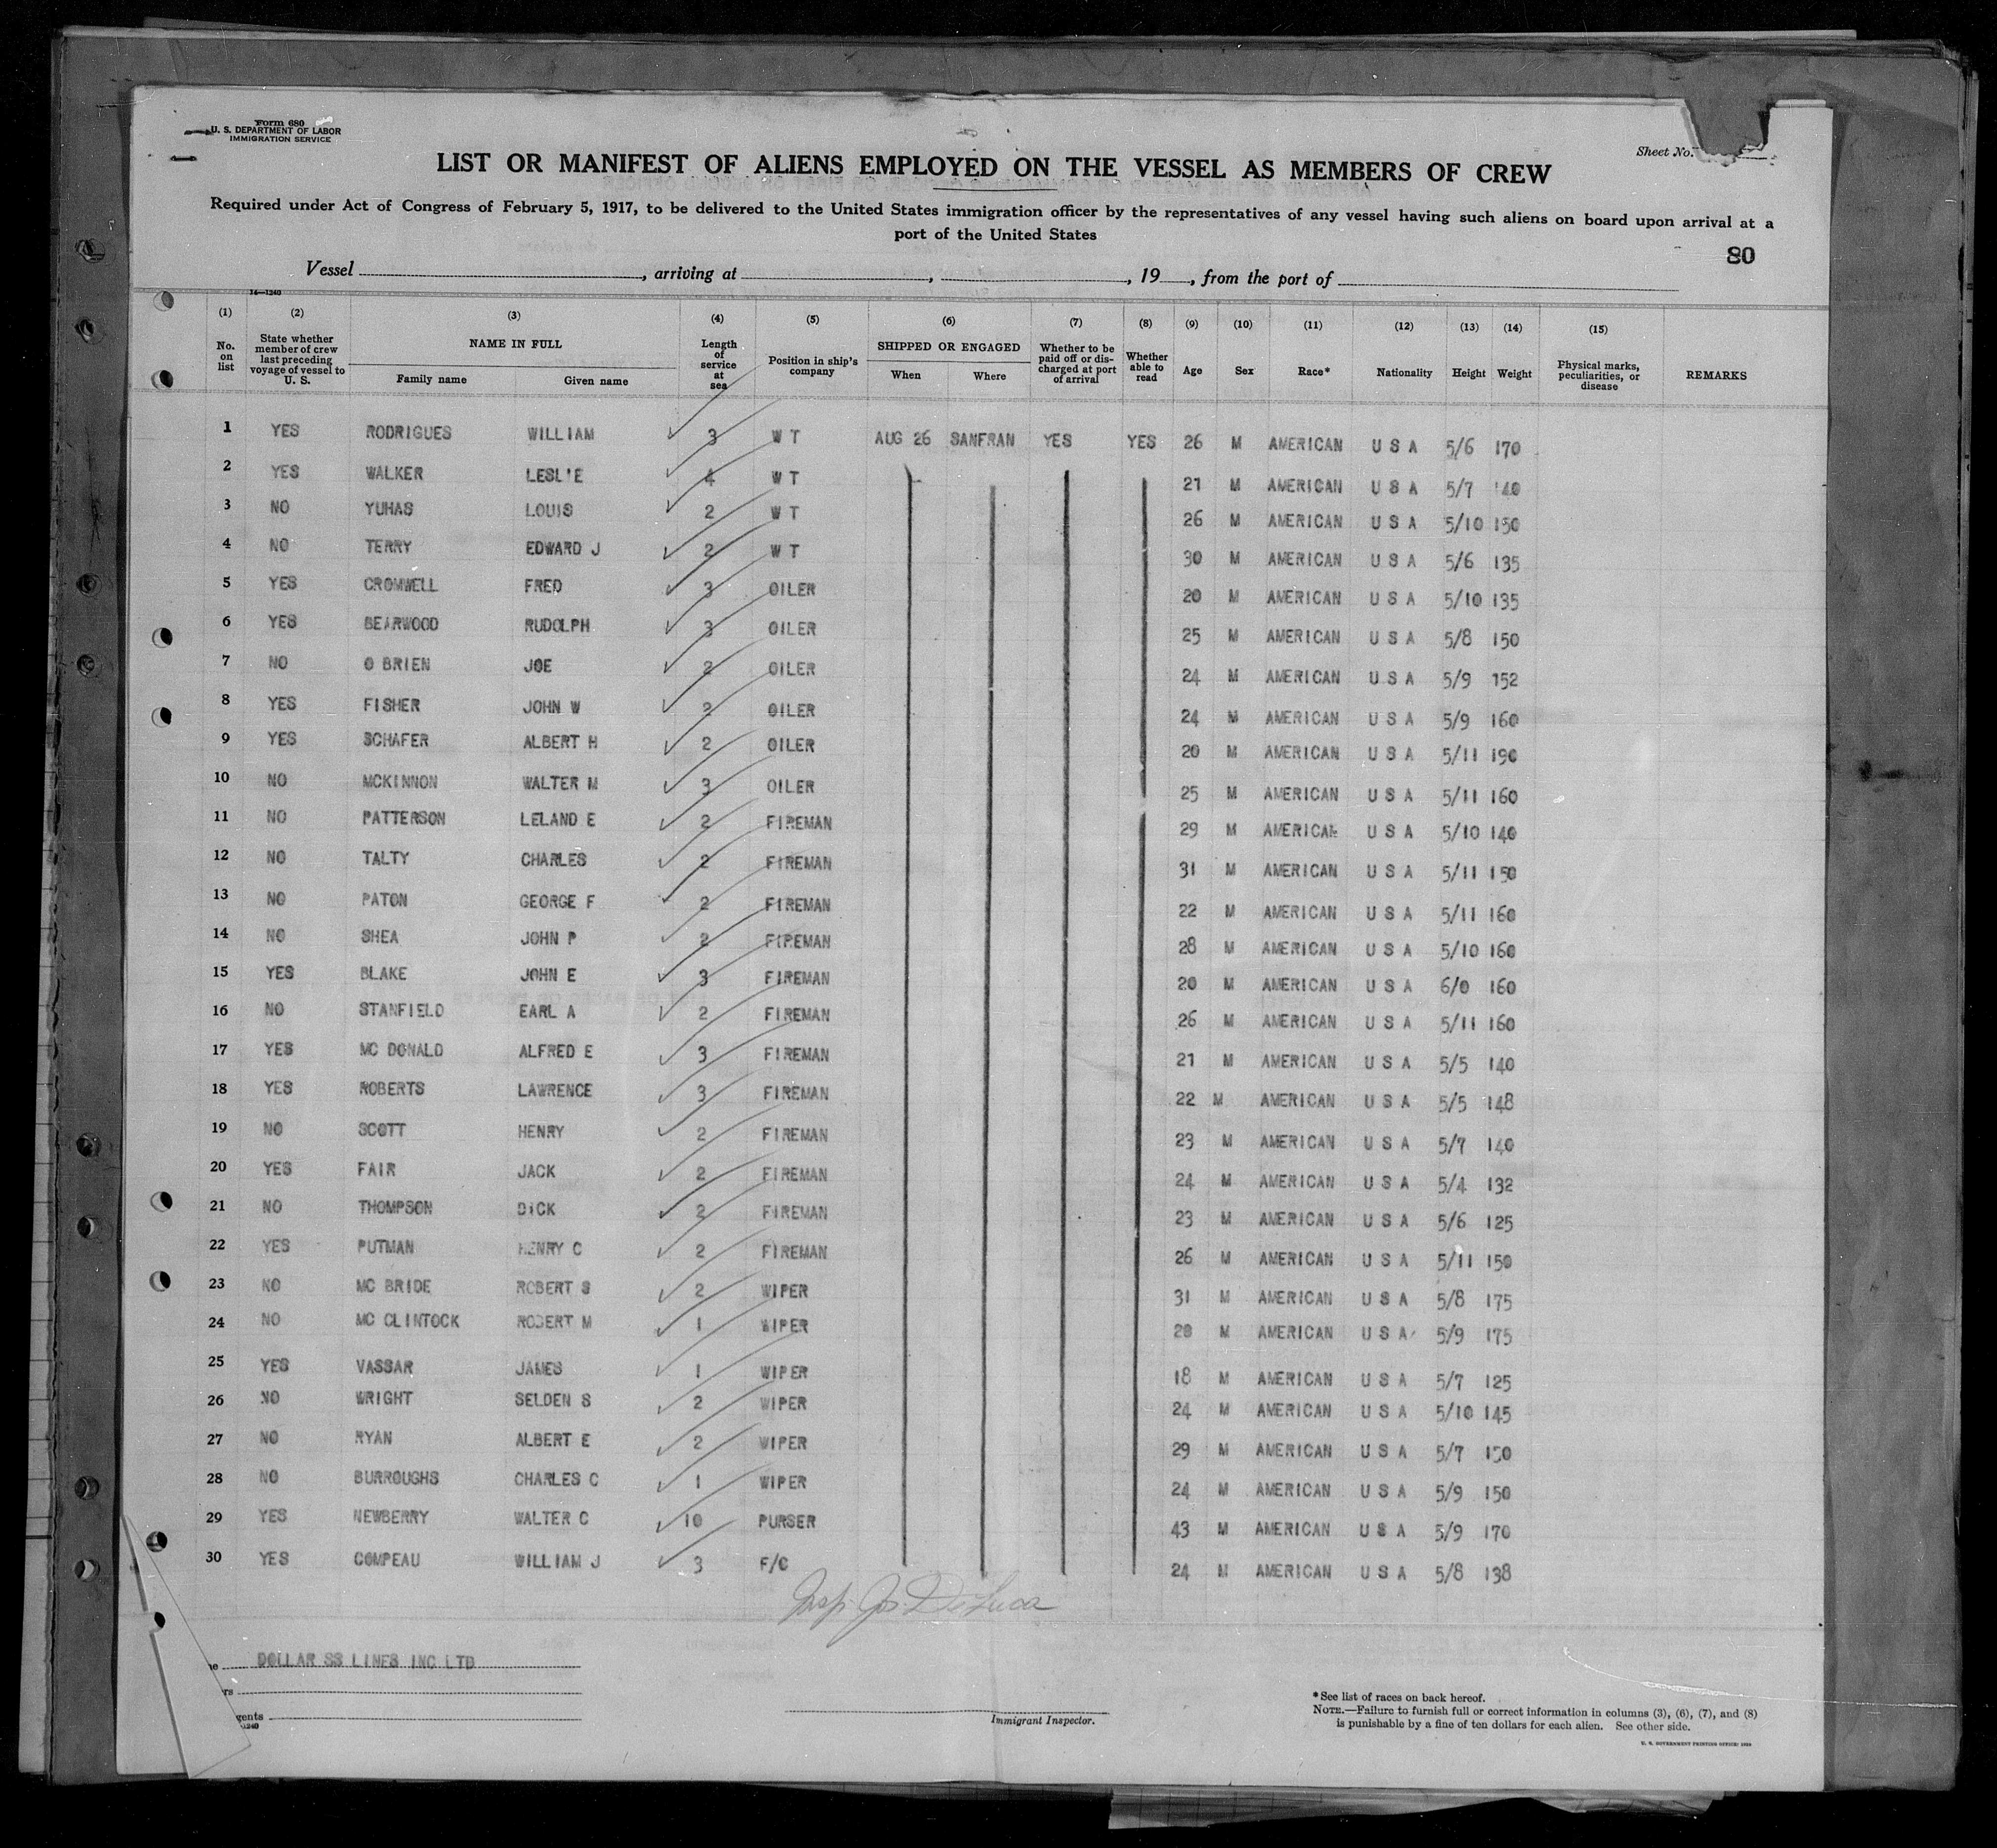 Form 680
U. S. DEPARTMENT OF LABOR
IMMIGRATION SERVICE
Sheet No.
LIST OR MANIFEST OF ALIENS EMPLOYED ON THE VESSEL AS MEMBERS OF CREW
Required under Act of Congress of February 5, 1917, to be delivered to the United States immigration officer by the representatives of any vessel having such aliens on board upon arrival at a
port of the United States
80
Vessel , arriving at , , 19 , from the port of
16—1240
(1) (2) (3) (4) (5) (6) (7) (8) (9) (10) (11) (12) (13) (14) (15)
No. on list State whether member of crew last preceding voyage of vessel to U. S. NAME IN FULL Family name Given name Length of service at sea Position in ship's company SHIPPED OR ENGAGED When Where Whether to be paid off or discharged at port of arrival Whether able to read Age Sex Race* Nationality Height Weight Physical marks, peculiarities, or disease REMARKS
1 YES RODRIGUES WILLIAM 3 W T AUG 26 SANFRAN YES YES 26 M AMERICAN U S A 5/6 170
2 YES WALKER LESLIE 4 W T 21 M AMERICAN U S A 5/7 140
3 NO YUHAS LOUIS 2 W T 26 M AMERICAN U S A 5/10 150
4 NO TERRY EDWARD J 2 W T 30 M AMERICAN U S A 5/6 135
5 YES CROMWELL FRED 3 OILER 20 M AMERICAN U S A 5/10 135
6 YES BEARWOOD RUDOLPH 3 OILER 25 M AMERICAN U S A 5/8 150
7 NO O BRIEN JOE 2 OILER 24 M AMERICAN U S A 5/9 152
8 YES FISHER JOHN W 2 OILER 24 M AMERICAN U S A 5/9 160
9 YES SCHAFER ALBERT H 2 OILER 20 M AMERICAN U S A 5/11 190
10 NO MCKINNON WALTER M 3 OILER 25 M AMERICAN U S A 5/11 160
11 NO PATTERSON LELAND E 2 FIREMAN 29 M AMERICAN U S A 5/10 140
12 NO TALTY CHARLES 2 FIREMAN 31 M AMERICAN U S A 5/11 150
13 NO PATON GEORGE F 2 FIREMAN 22 M AMERICAN U S A 5/11 160
14 NO SHEA JOHN P 2 FIREMAN 28 M AMERICAN U S A 5/10 160
15 YES BLAKE JOHN E 3 FIREMAN 20 M AMERICAN U S A 6/0 160
16 NO STANFIELD EARL A 2 FIREMAN 26 M AMERICAN U S A 5/11 160
17 YES MC DONALD ALFRED E 3 FIREMAN 21 M AMERICAN U S A 5/5 140
18 YES ROBERTS LAWRENCE 3 FIREMAN 22 M AMERICAN U S A 5/5 148
19 NO SCOTT HENRY 2 FIREMAN 23 M AMERICAN U S A 5/7 140
20 YES FAIR JACK 2 FIREMAN 24 M AMERICAN U S A 5/4 132
21 NO THOMPSON DICK 2 FIREMAN 23 M AMERICAN U S A 5/6 125
22 YES PUTMAN HENRY C 2 FIREMAN 26 M AMERICAN U S A 5/11 150
23 NO MC BRIDE ROBERT S 2 WIPER 31 M AMERICAN U S A 5/8 175
24 NO MC CLINTOCK ROBERT M 1 WIPER 20 M AMERICAN U S A 5/9 175
25 YES VASSAR JAMES 1 WIPER 18 M AMERICAN U S A 5/7 125
26 NO WRIGHT SELDEN S 2 WIPER 24 M AMERICAN U S A 5/10 145
27 NO RYAN ALBERT E 2 WIPER 29 M AMERICAN U S A 5/7 150
28 NO BURROUGHS CHARLES C 1 WIPER 24 M AMERICAN U S A 5/9 150
29 YES NEWBERRY WALTER C 10 PURSER 43 M AMERICAN U S A 5/9 170
30 YES COMPEAU WILLIAM J 3 F/C 24 M AMERICAN U S A 5/8 138
Insp. Jos. DeLuca
ne DOLLAR SS LINES INC LTD
rs
gents
1240
Immigrant Inspector.
*See list of races on back hereof.
NOTE.—Failure to furnish full or correct information in columns (3), (6), (7), and (8)
is punishable by a fine of ten dollars for each alien. See other side.